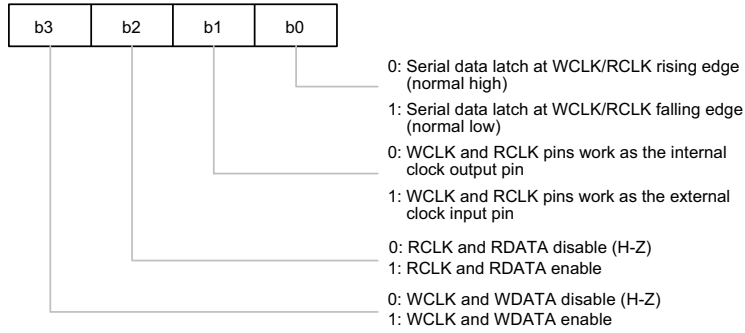 b3 b2 b1 b0
0: Serial data latch at WCLK/RCLK rising edge
(normal high)
1: Serial data latch at WCLK/RCLK falling edge
(normal low)
0: WCLK and RCLK pins work as the internal
clock output pin
1: WCLK and RCLK pins work as the external
clock input pin
0: RCLK and RDATA disable (H-Z)
1: RCLK and RDATA enable
0: WCLK and WDATA disable (H-Z)
1: WCLK and WDATA enable